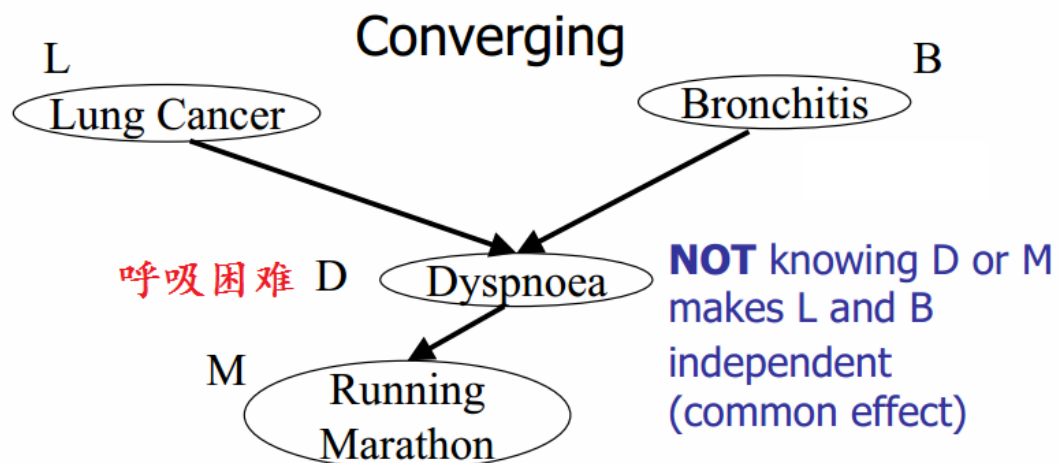 Converging
L
B
Lung Cancer
Bronchitis
呼吸困难 D
Dyspnoea
NOT knowing D or M
makes L and B
independent
(common effect)
M
Running
Marathon